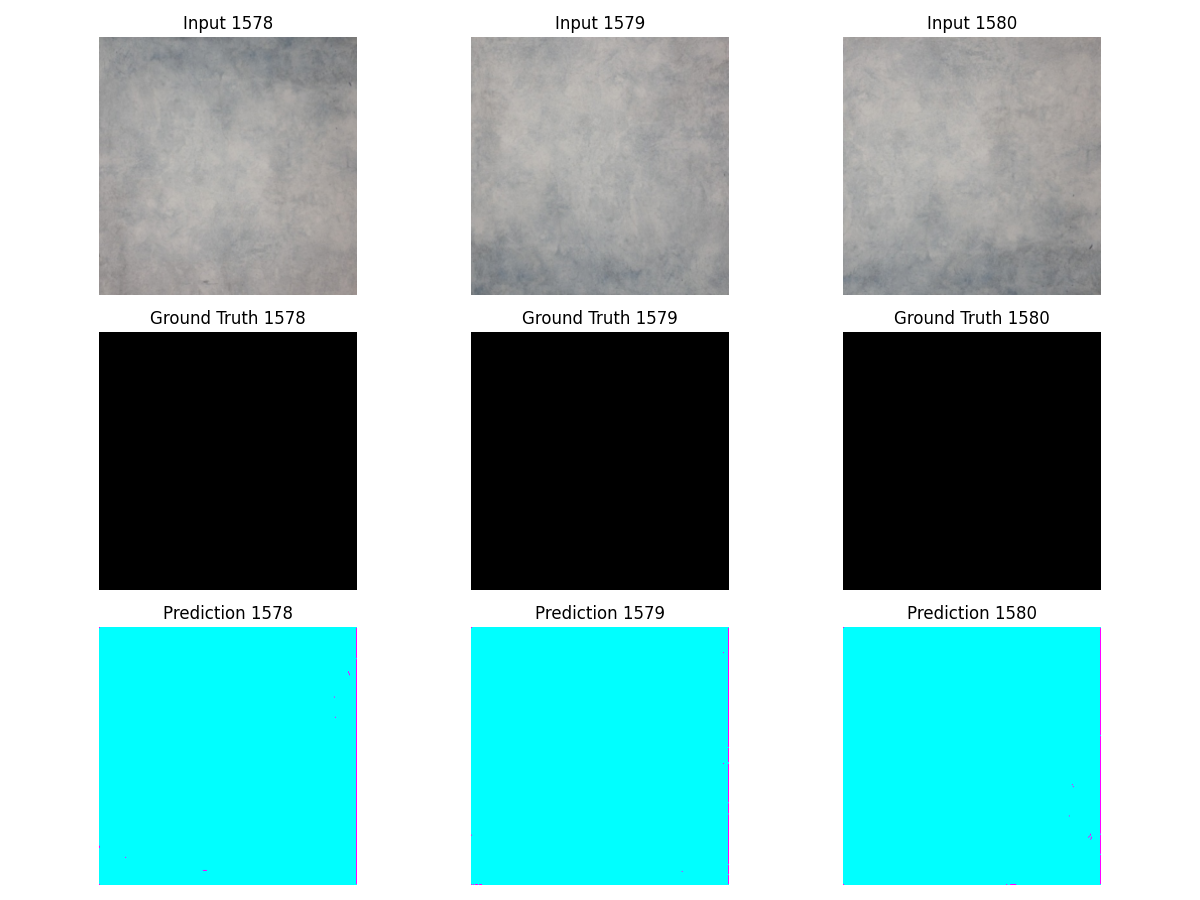 Input 1578
Input 1579
Input 1580
Ground Truth 1578
Ground Truth 1579
Ground Truth 1580
Prediction 1578
Prediction 1579
Prediction 1580